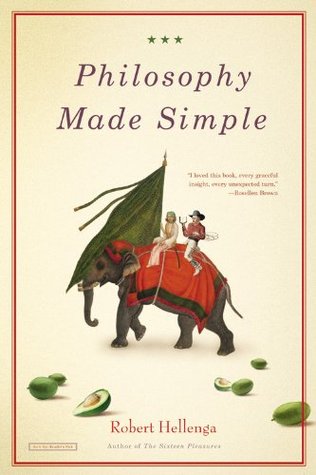 ★★★
Philosophy
Made Simple
"I loved this book, every graceful
insight, every unexpected turn."
—Rosellen Brown
Robert Hellenga
Author of The Sixteen Pleasures